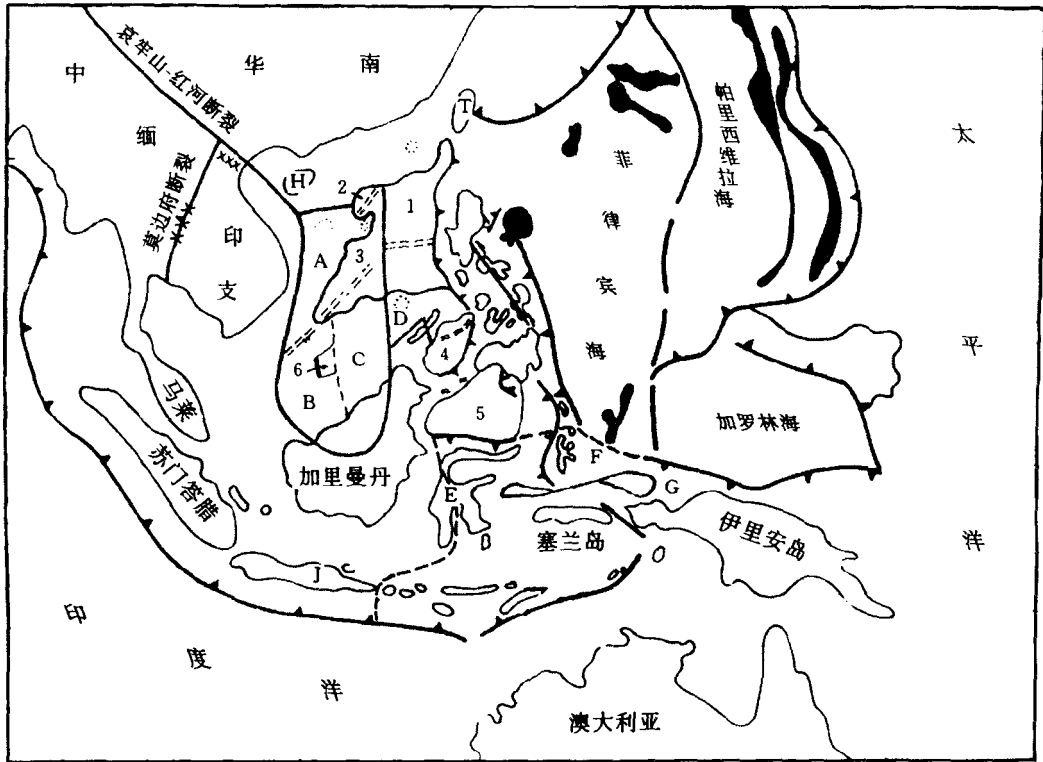 中缅
华南
哀牢山-红河断裂
莫边府断裂
×××
××××
印支
T
H
2
1
A
3
D
C
4
6
B
5
E
F
G
J
菲律宾海
帕里西维拉海
太平洋
加罗林海
马莱
苏门答腊
加里曼丹
塞兰岛
伊里安岛
印度洋
澳大利亚